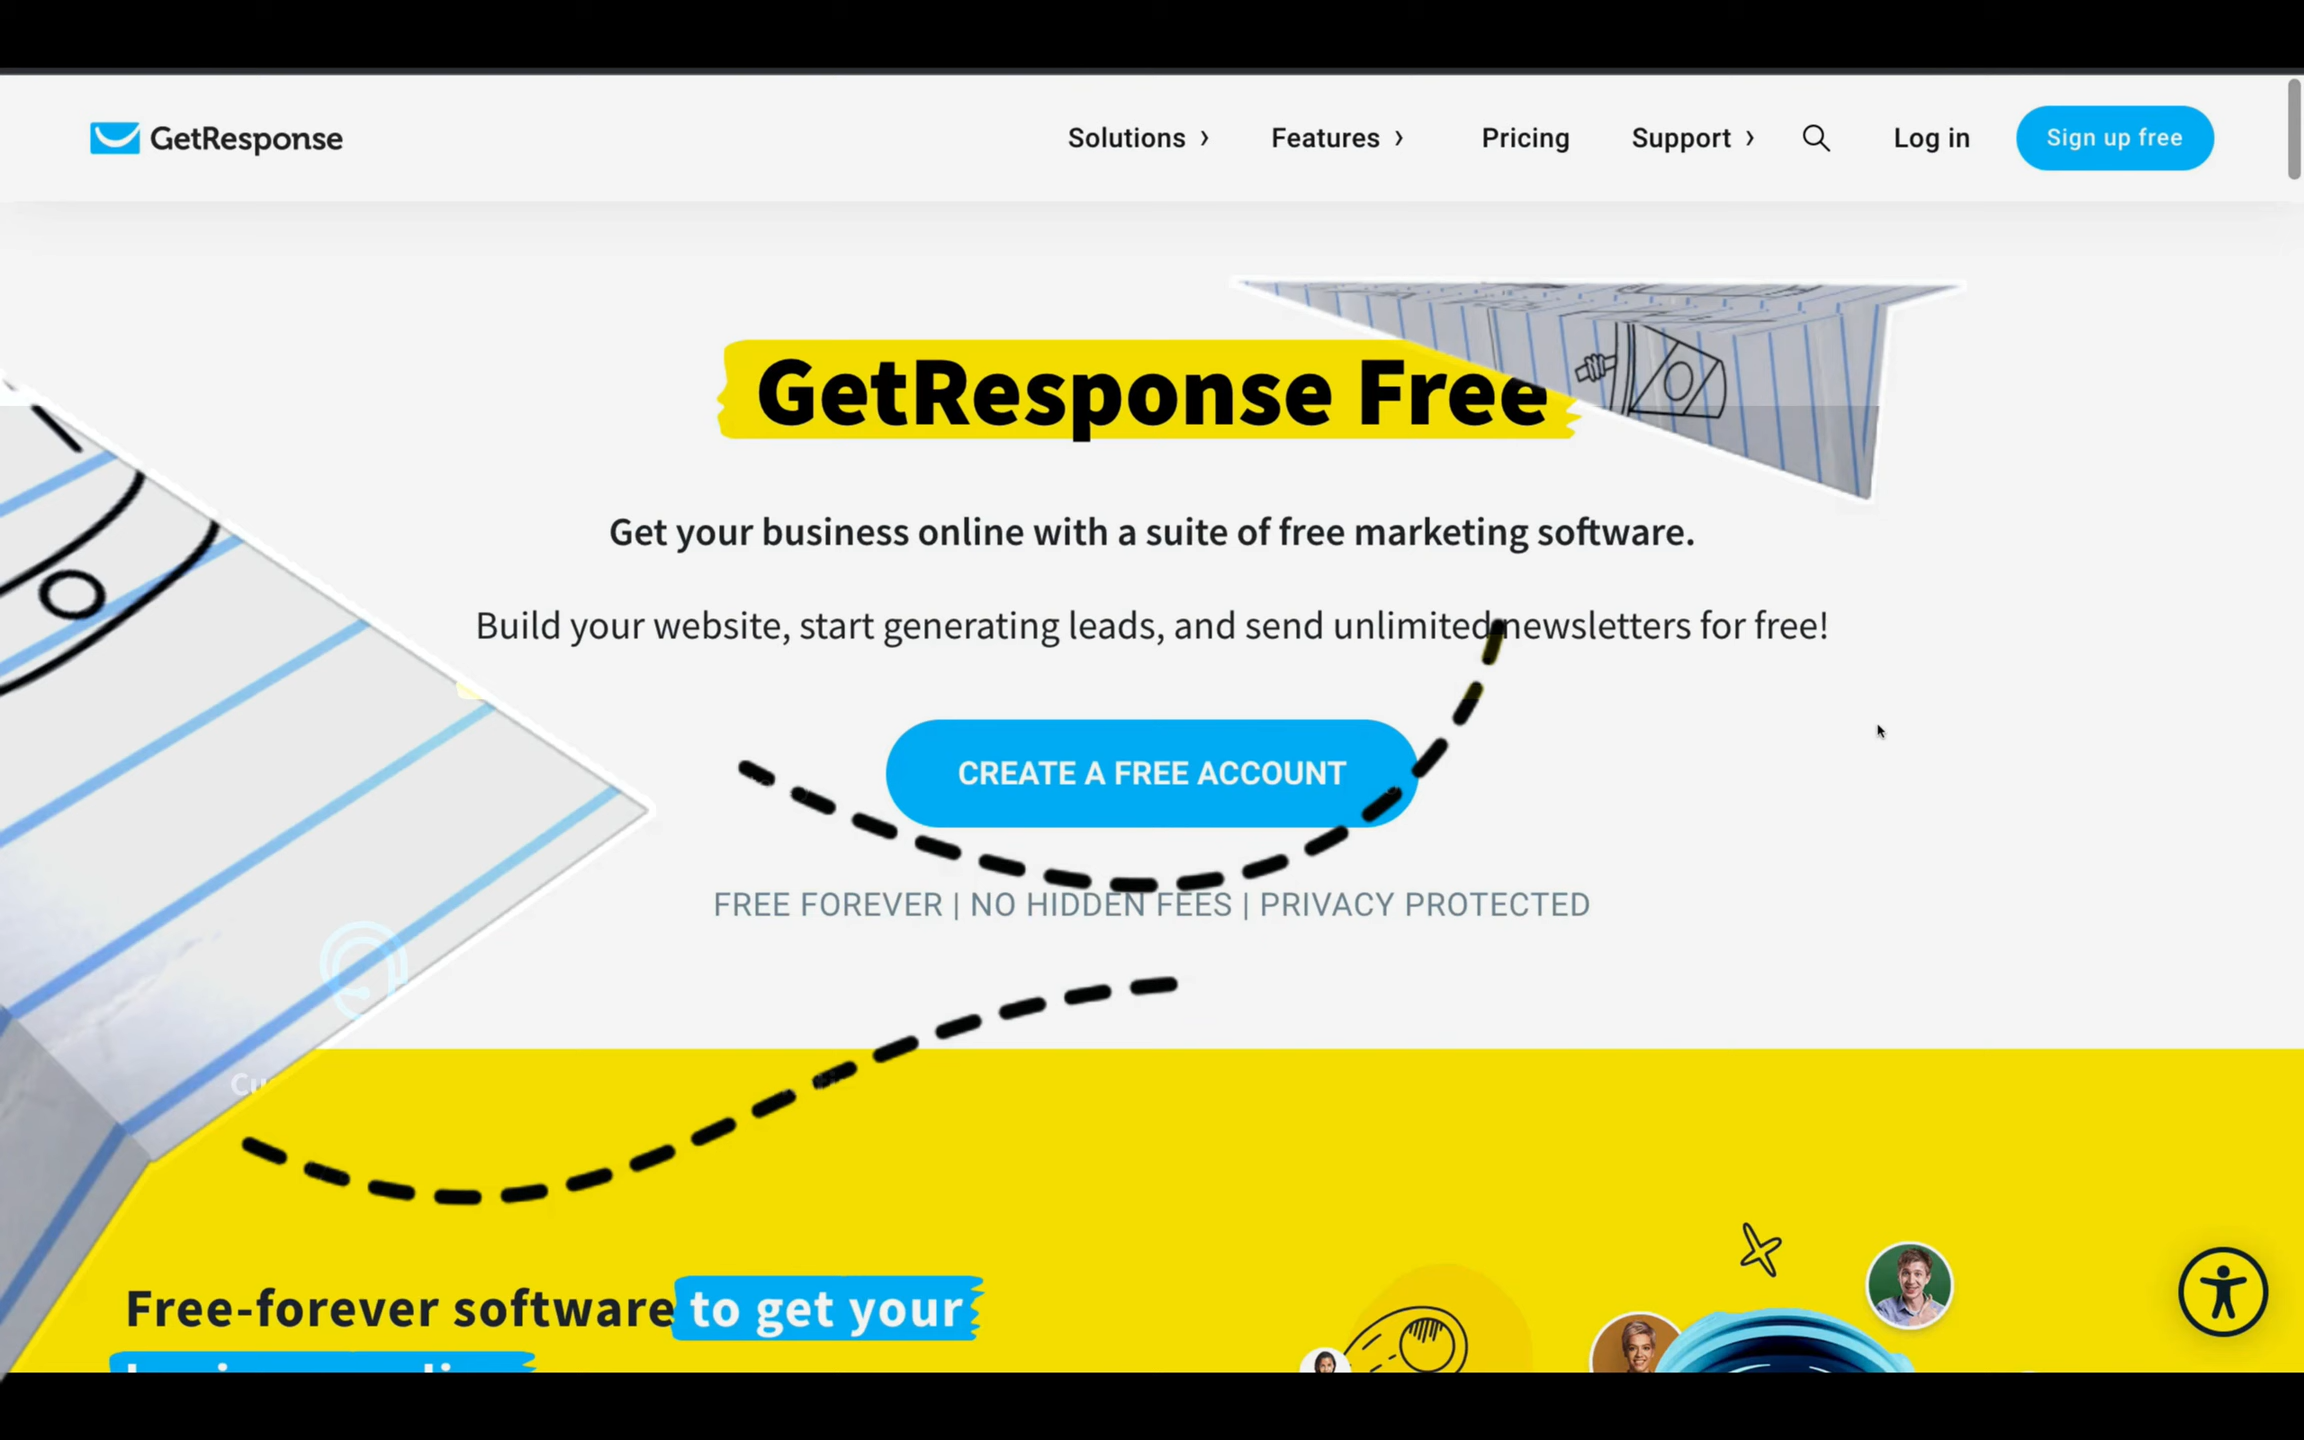 GetResponse
Solutions
Features
Pricing
Support
Log in
Sign up free
GetResponse Free
Get your business online with a suite of free marketing software.
Build your website, start generating leads, and send unlimited newsletters for free!
CREATE A FREE ACCOUNT
FREE FOREVER | NO HIDDEN FEES | PRIVACY PROTECTED
Free-forever software to get your